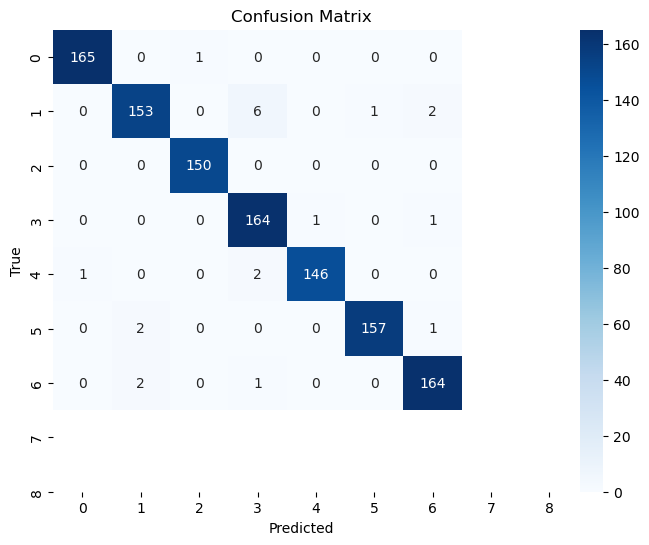 Confusion Matrix
0 165 0 1 0 0 0 0
1 0 153 0 6 0 1 2
2 0 0 150 0 0 0 0
3 0 0 0 164 1 0 1
4 1 0 0 2 146 0 0
5 0 2 0 0 0 157 1
6 0 2 0 1 0 0 164
7
8
True
0 1 2 3 4 5 6 7 8
Predicted
160
140
120
100
80
60
40
20
0